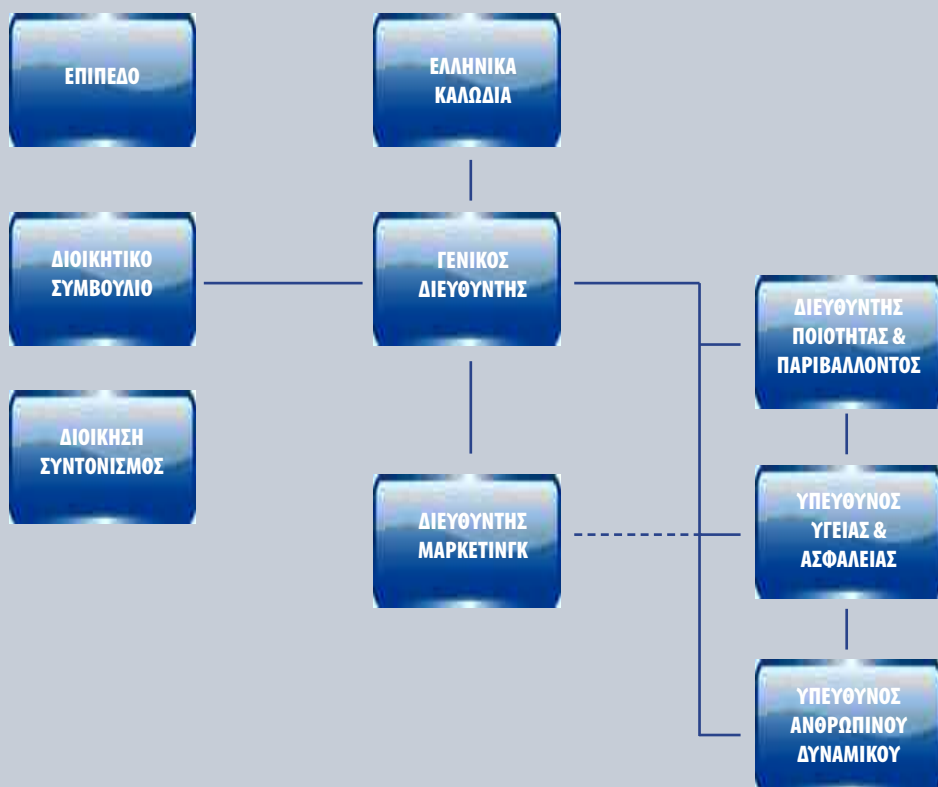 ΕΠΙΠΕΔΟ
ΕΛΛΗΝΙΚΑ
ΚΑΛΩΔΙΑ
ΔΙΟΙΚΗΤΙΚΟ
ΣΥΜΒΟΥΛΙΟ
ΓΕΝΙΚΟΣ
ΔΙΕΥΘΥΝΤΗΣ
ΔΙΕΥΘΥΝΤΗΣ
ΠΟΙΟΤΗΤΑΣ &
ΠΑΡΙΒΑΛΛΟΝΤΟΣ
ΔΙΟΙΚΗΣΗ
ΣΥΝΤΟΝΙΣΜΟΣ
ΔΙΕΥΘΥΝΤΗΣ
ΜΑΡΚΕΤΙΝΓΚ
ΥΠΕΥΘΥΝΟΣ
ΥΓΕΙΑΣ &
ΑΣΦΑΛΕΙΑΣ
ΥΠΕΥΘΥΝΟΣ
ΑΝΘΡΩΠΙΝΟΥ
ΔΥΝΑΜΙΚΟΥ